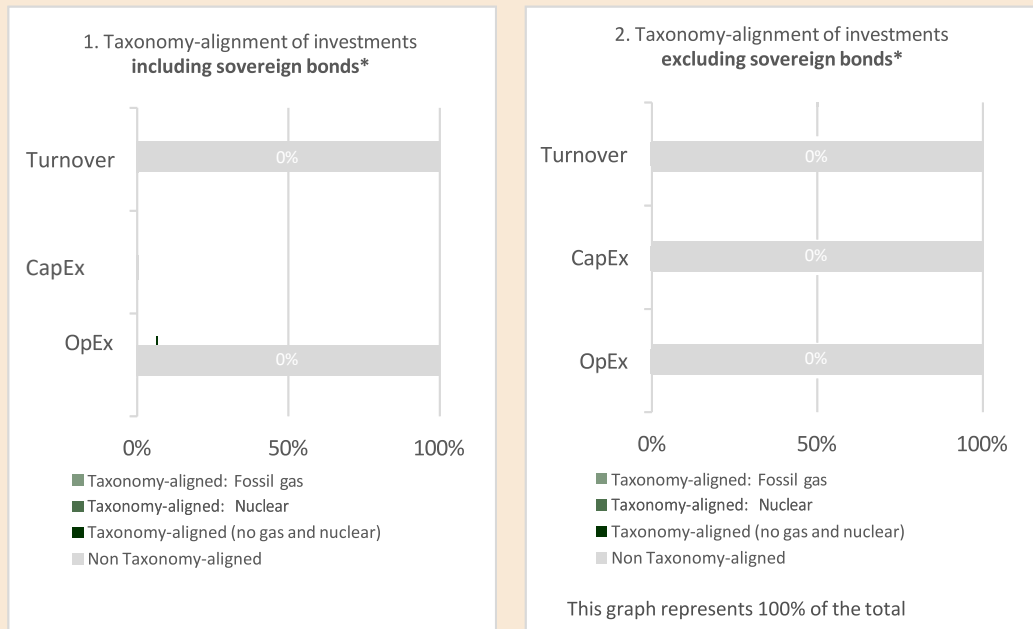 1. Taxonomy-alignment of investments
including sovereign bonds*
Turnover
0%
CapEx
OpEx
0%
0%
50%
100%
Taxonomy-aligned: Fossil gas
Taxonomy-aligned: Nuclear
Taxonomy-aligned (no gas and nuclear)
Non Taxonomy-aligned
2. Taxonomy-alignment of investments
excluding sovereign bonds*
Turnover
0%
CapEx
0%
OpEx
0%
0%
50%
100%
Taxonomy-aligned: Fossil gas
Taxonomy-aligned: Nuclear
Taxonomy-aligned (no gas and nuclear)
Non Taxonomy-aligned
This graph represents 100% of the total